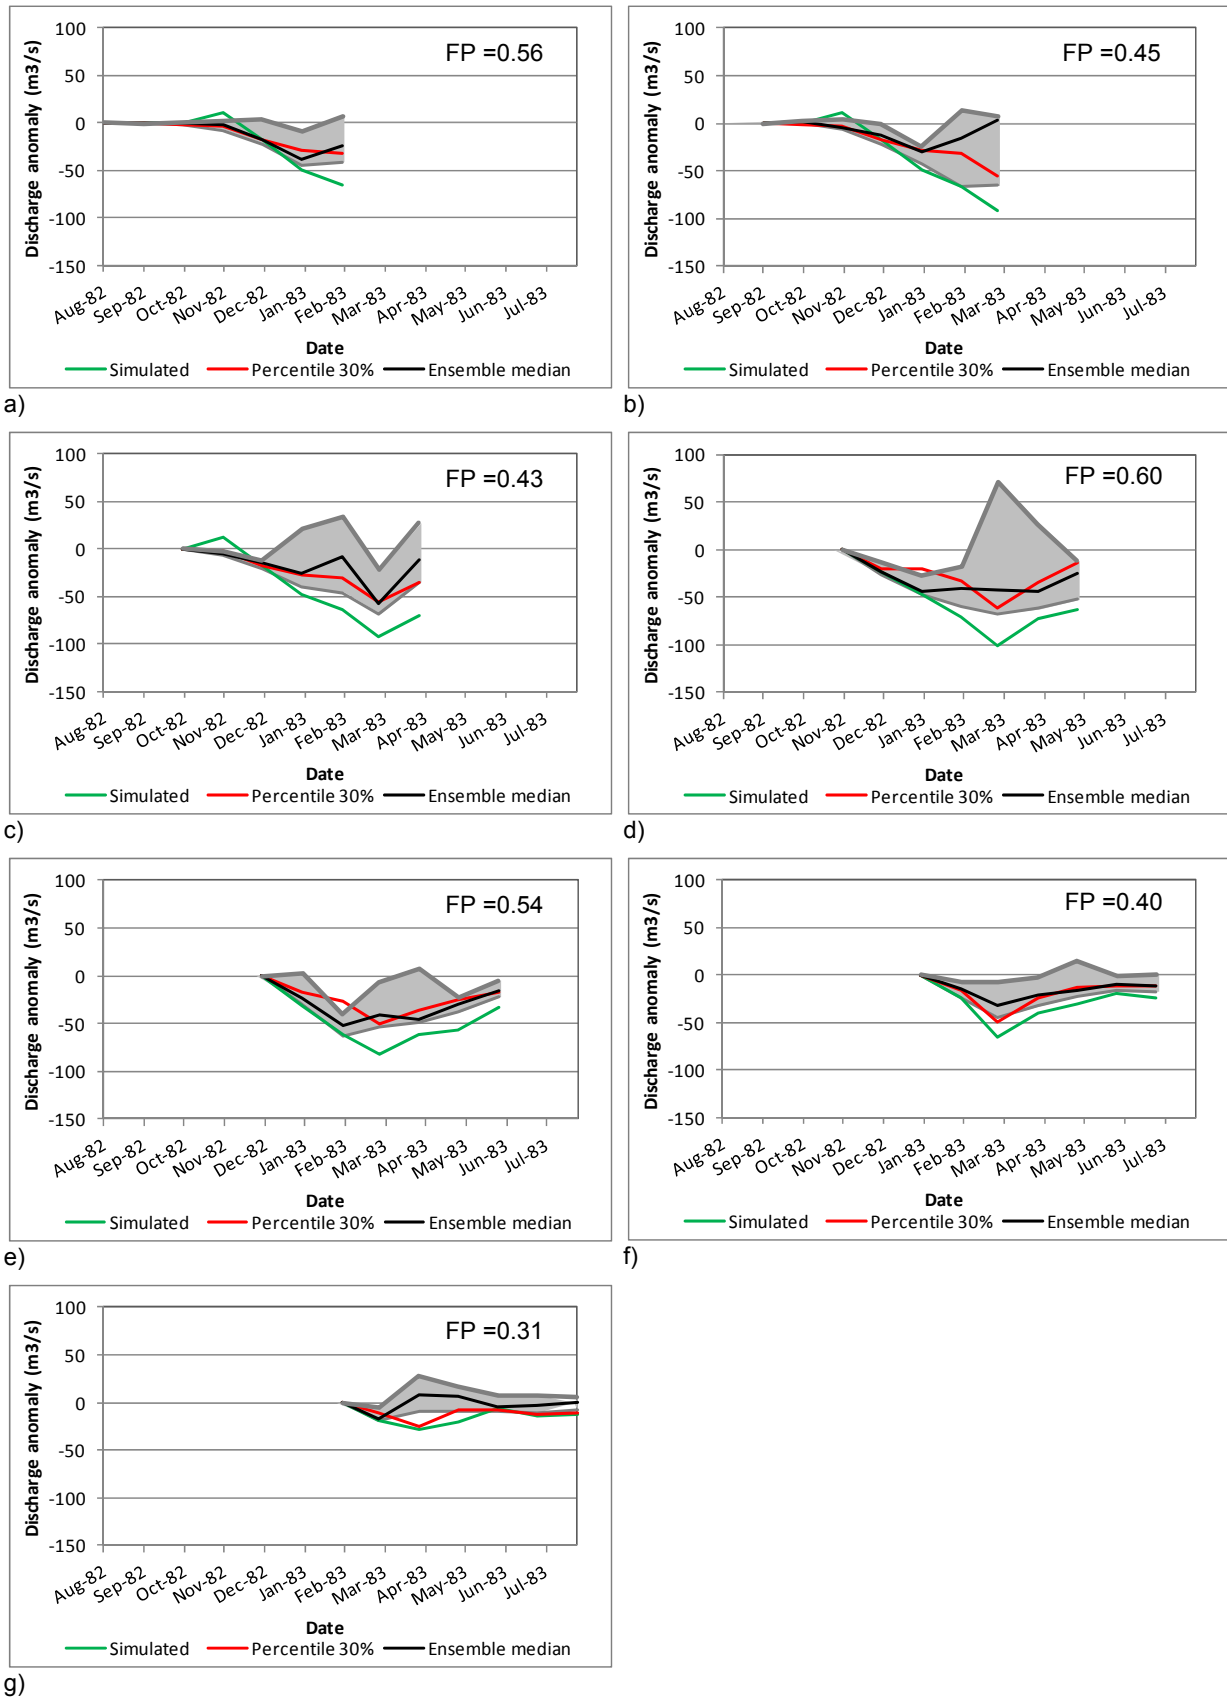 FP =0.56
Discharge anomaly (m3/s)
100
50
0
-50
-100
-150
Aug-82 Sep-82 Oct-82 Nov-82 Dec-82 Jan-83 Feb-83 Mar-83 Apr-83 May-83 Jun-83 Jul-83
Date
Simulated Percentile 30% Ensemble median
a)
FP =0.45
Discharge anomaly (m3/s)
100
50
0
-50
-100
-150
Aug-82 Sep-82 Oct-82 Nov-82 Dec-82 Jan-83 Feb-83 Mar-83 Apr-83 May-83 Jun-83 Jul-83
Date
Simulated Percentile 30% Ensemble median
b)
FP =0.43
Discharge anomaly (m3/s)
100
50
0
-50
-100
-150
Aug-82 Sep-82 Oct-82 Nov-82 Dec-82 Jan-83 Feb-83 Mar-83 Apr-83 May-83 Jun-83 Jul-83
Date
Simulated Percentile 30% Ensemble median
c)
FP =0.60
Discharge anomaly (m3/s)
100
50
0
-50
-100
-150
Aug-82 Sep-82 Oct-82 Nov-82 Dec-82 Jan-83 Feb-83 Mar-83 Apr-83 May-83 Jun-83 Jul-83
Date
Simulated Percentile 30% Ensemble median
d)
FP =0.54
Discharge anomaly (m3/s)
100
50
0
-50
-100
-150
Aug-82 Sep-82 Oct-82 Nov-82 Dec-82 Jan-83 Feb-83 Mar-83 Apr-83 May-83 Jun-83 Jul-83
Date
Simulated Percentile 30% Ensemble median
e)
FP =0.40
Discharge anomaly (m3/s)
100
50
0
-50
-100
-150
Aug-82 Sep-82 Oct-82 Nov-82 Dec-82 Jan-83 Feb-83 Mar-83 Apr-83 May-83 Jun-83 Jul-83
Date
Simulated Percentile 30% Ensemble median
f)
FP =0.31
Discharge anomaly (m3/s)
100
50
0
-50
-100
-150
Aug-82 Sep-82 Oct-82 Nov-82 Dec-82 Jan-83 Feb-83 Mar-83 Apr-83 May-83 Jun-83 Jul-83
Date
Simulated Percentile 30% Ensemble median
g)